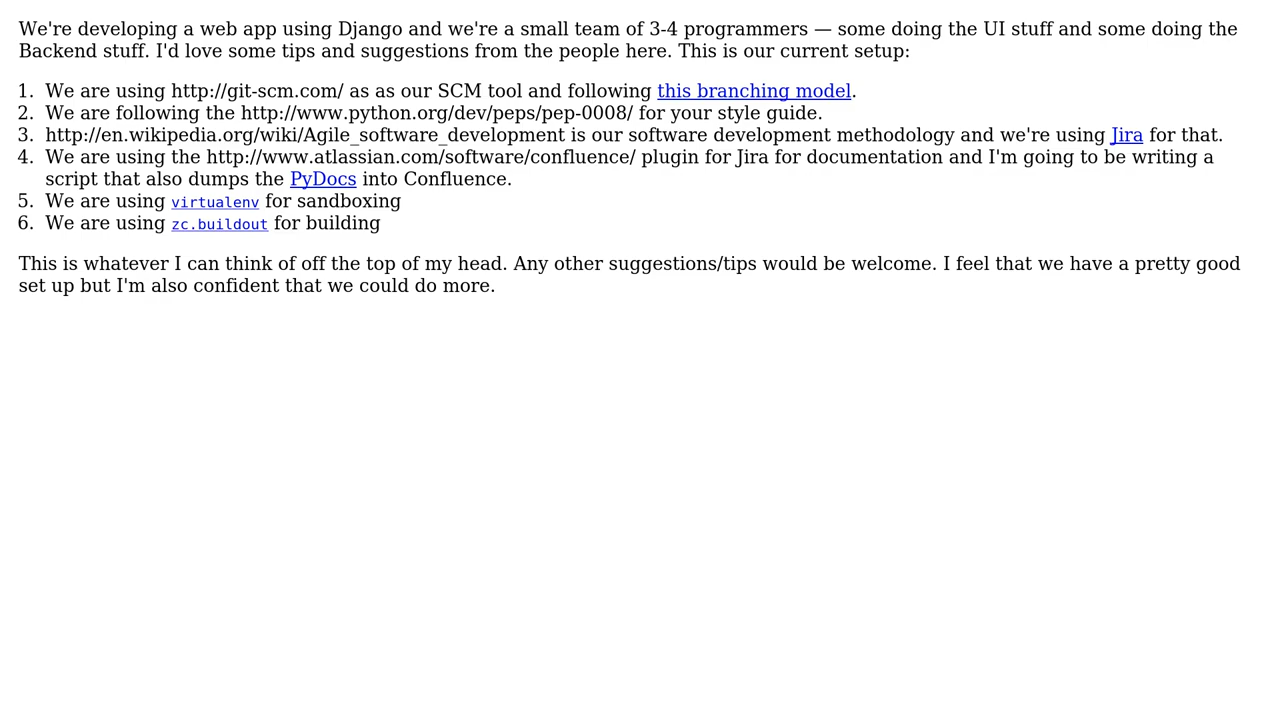 We're developing a web app using Django and we're a small team of 3-4 programmers — some doing the UI stuff and some doing the
Backend stuff. I'd love some tips and suggestions from the people here. This is our current setup:
1. We are using http://git-scm.com/ as as our SCM tool and following this branching model.
2. We are following the http://www.python.org/dev/peps/pep-0008/ for your style guide.
3. http://en.wikipedia.org/wiki/Agile_software_development is our software development methodology and we're using Jira for that.
4. We are using the http://www.atlassian.com/software/confluence/ plugin for Jira for documentation and I'm going to be writing a
script that also dumps the PyDocs into Confluence.
5. We are using virtualenv for sandboxing
6. We are using zc.buildout for building
This is whatever I can think of off the top of my head. Any other suggestions/tips would be welcome. I feel that we have a pretty good
set up but I'm also confident that we could do more.